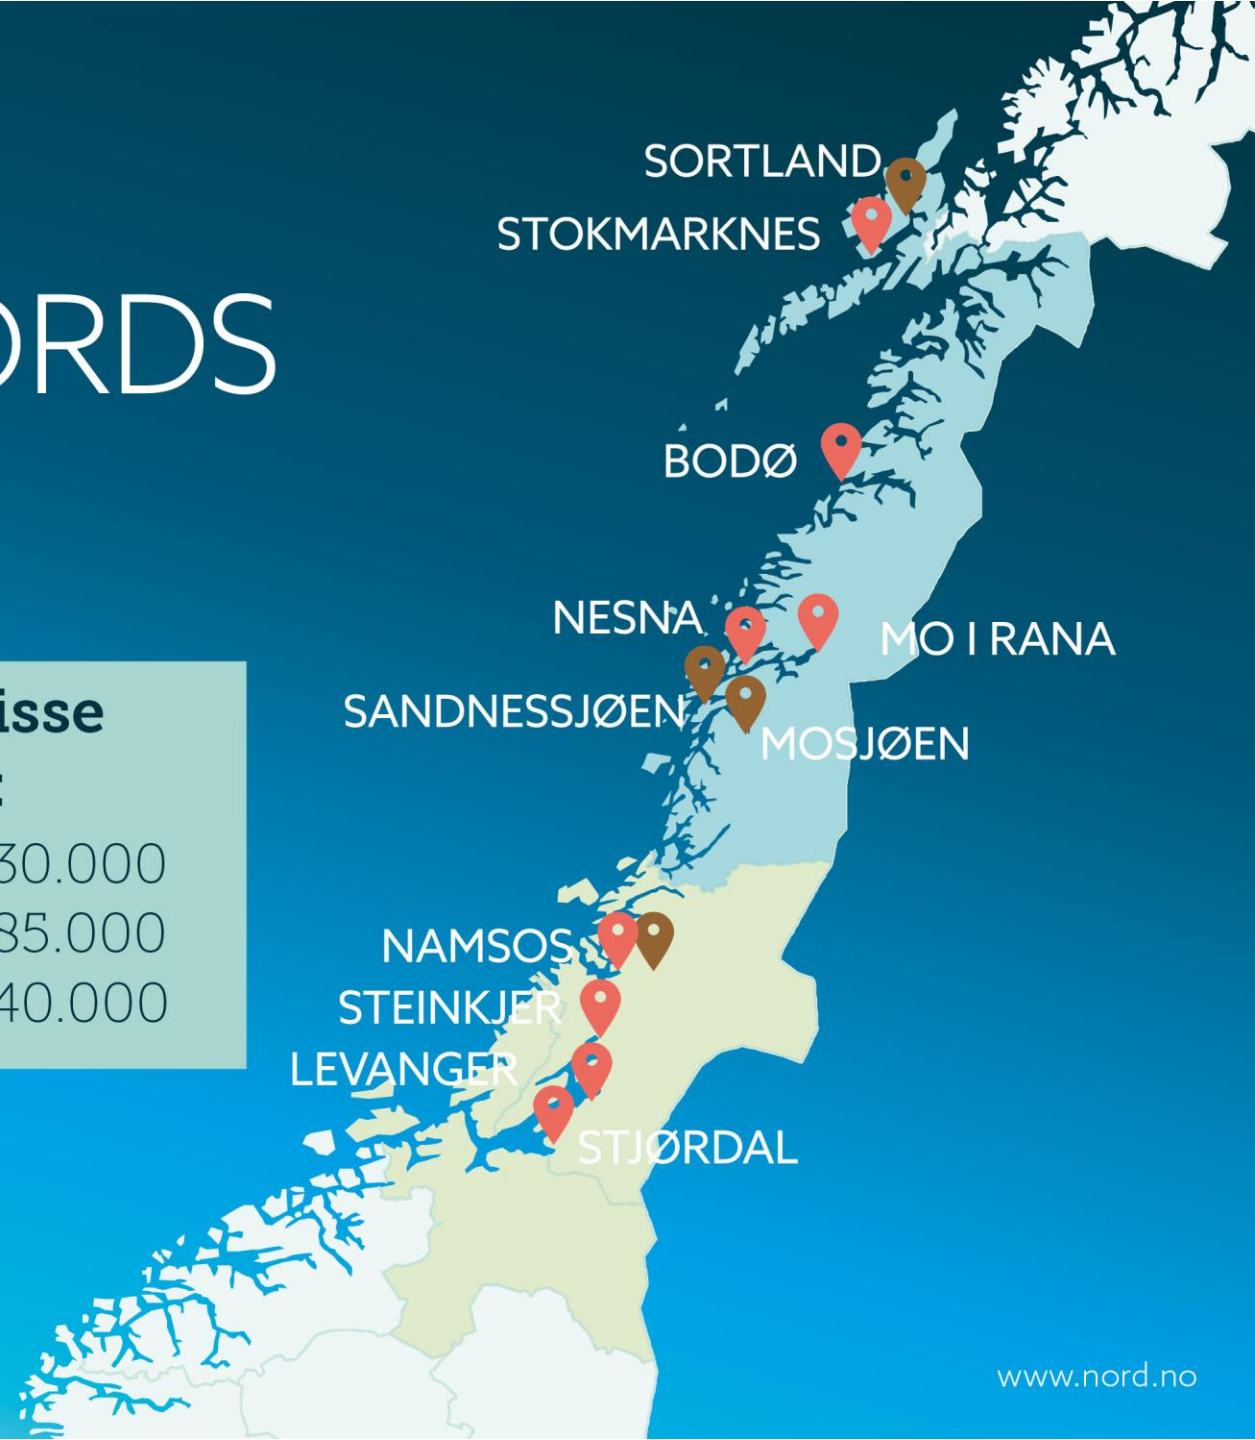 SORTLAND
STOKMARKNES
ORDS
BODØ
NESNA
MO I RANA
isse
SANDNESSJØEN
MOSJØEN
:
30.000
85.000
40.000
NAMSOS
STEINKJER
LEVANGER
STJØRDAL
www.nord.no